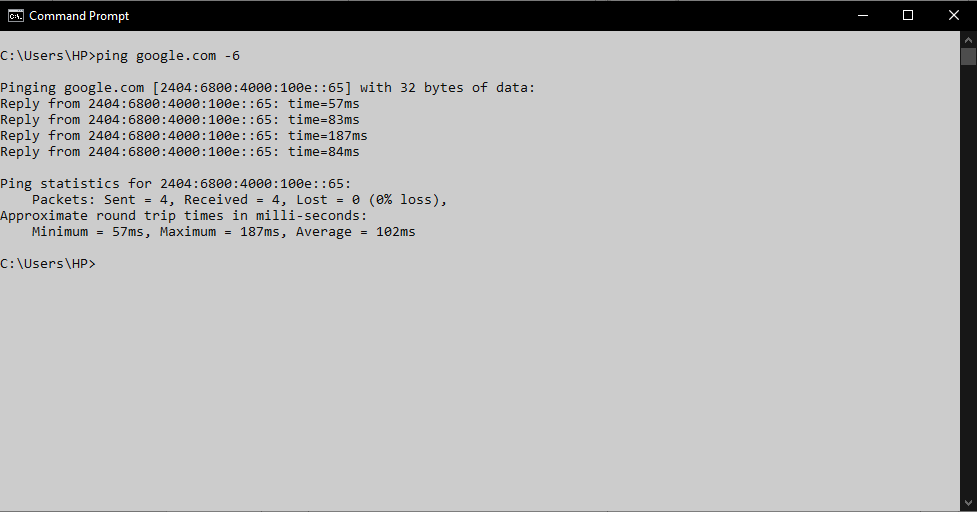 Command Prompt
C:\Users\HP>ping google.com -6
Pinging google.com [2404:6800:4000:100e::65] with 32 bytes of data:
Reply from 2404:6800:4000:100e::65: time=57ms
Reply from 2404:6800:4000:100e::65: time=83ms
Reply from 2404:6800:4000:100e::65: time=187ms
Reply from 2404:6800:4000:100e::65: time=84ms
Ping statistics for 2404:6800:4000:100e::65:
    Packets: Sent = 4, Received = 4, Lost = 0 (0% loss),
Approximate round trip times in milli-seconds:
    Minimum = 57ms, Maximum = 187ms, Average = 102ms
C:\Users\HP>